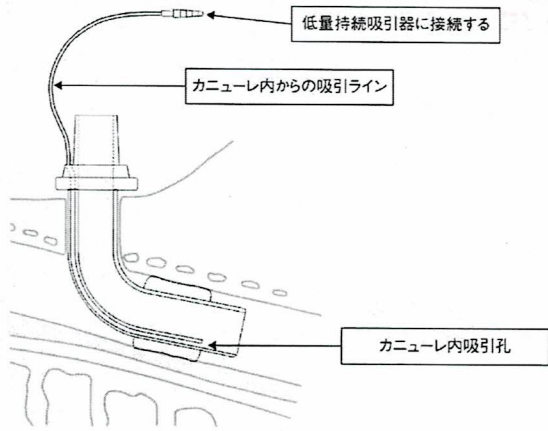 低量持続吸引器に接続する
カニューレ内からの吸引ライン
カニューレ内吸引孔